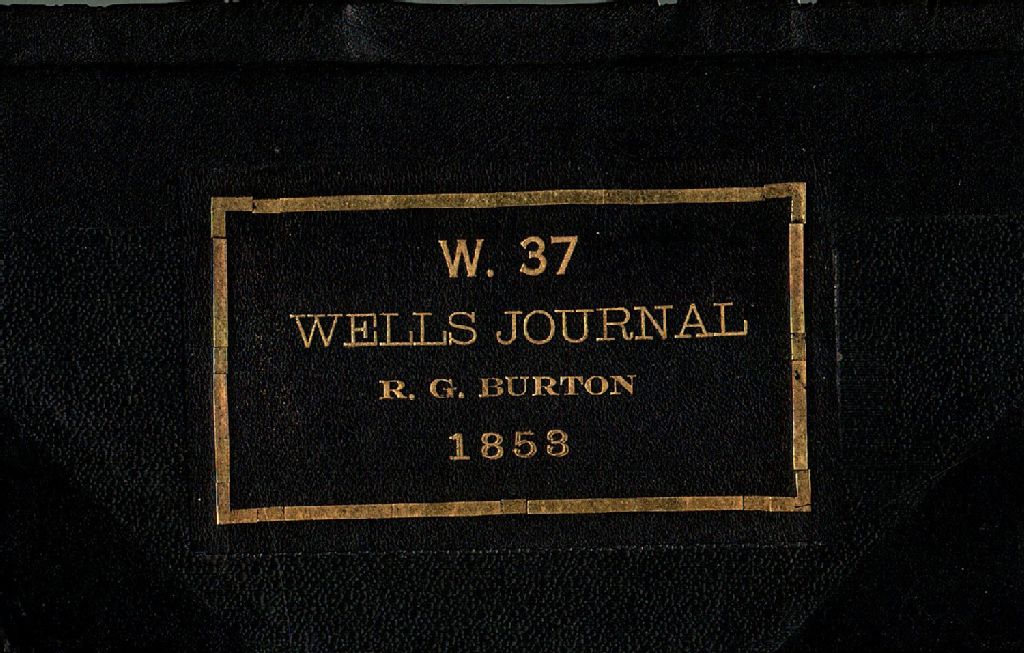 W. 37
WELLS JOURNAL
R. G. BURTON
1853